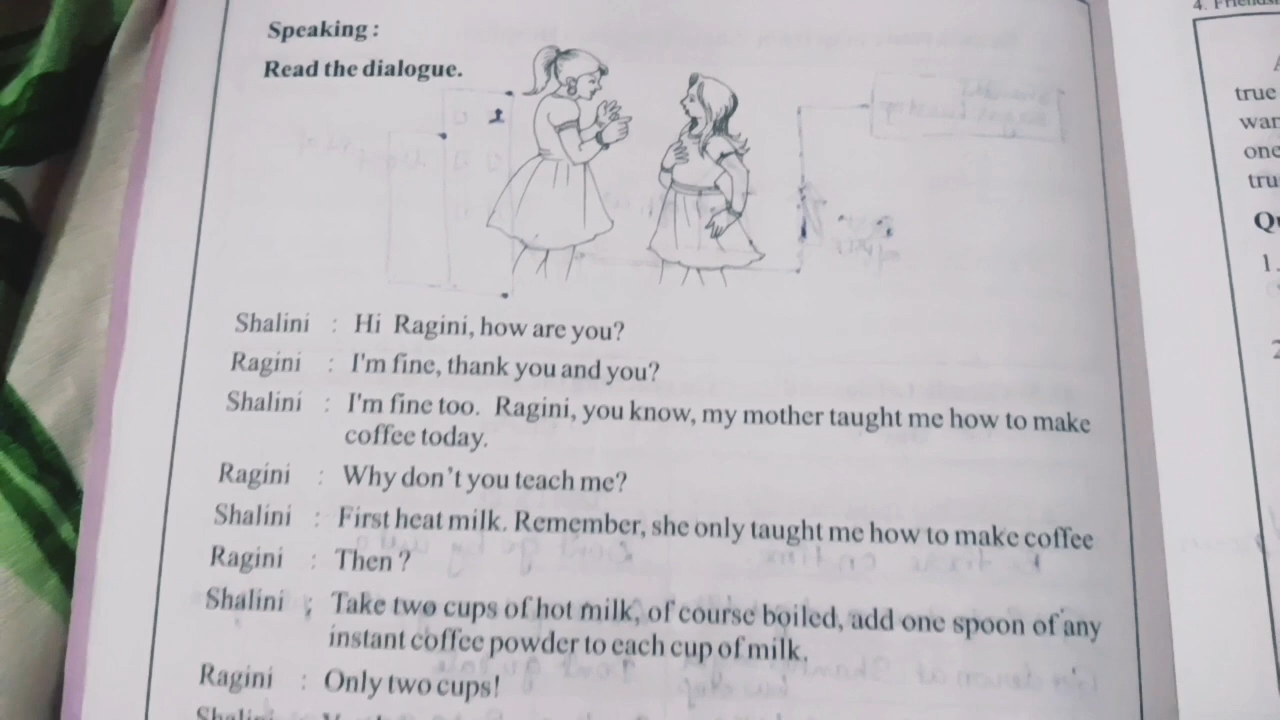 Speaking :
Read the dialogue.
Shalini : Hi Ragini, how are you?
Ragini : I'm fine, thank you and you?
Shalini : I'm fine too. Ragini, you know, my mother taught me how to make
coffee today.
Ragini : Why don't you teach me?
Shalini : First heat milk. Remember, she only taught me how to make coffee
Ragini : Then ?
Shalini : Take two cups of hot milk, of course boiled, add one spoon of any
instant coffee powder to each cup of milk.
Ragini : Only two cups!
Shalini :
4.
true
one
1.